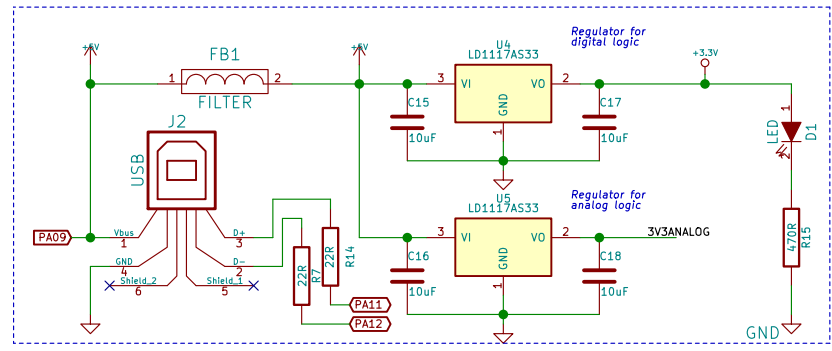 Regulator for
digital logic
+5V
FB1
+5V
U4
LD1117AS33
+3.3V
1
2
FILTER
3
VI
VO
2
GND
1
C15
10uF
C17
10uF
1
LED
D1
2
J2
USB
U5
LD1117AS33
Regulator for
analog logic
PA09
Vbus
1
D+
3
GND
4
D-
2
Shield_2
6
Shield_1
5
22R
R7
22R
R14
3
VI
VO
2
GND
1
3V3ANALOG
C16
10uF
C18
10uF
470R
R15
PA11
PA12
GND